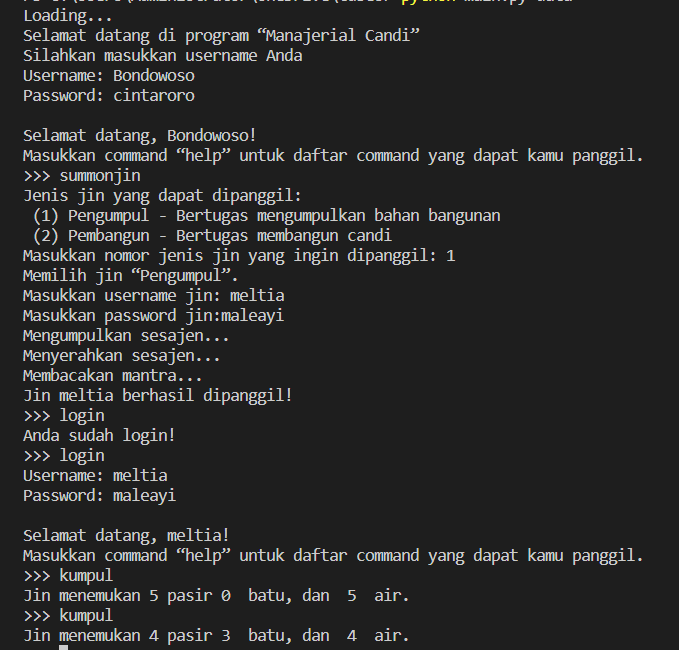 Loading...
Selamat datang di program “Manajerial Candi”
Silahkan masukkan username Anda
Username: Bondowoso
Password: cintaroro
Selamat datang, Bondowoso!
Masukkan command “help” untuk daftar command yang dapat kamu panggil.
>>> summonjin
Jenis jin yang dapat dipanggil:
(1) Pengumpul - Bertugas mengumpulkan bahan bangunan
(2) Pembangun - Bertugas membangun candi
Masukkan nomor jenis jin yang ingin dipanggil: 1
Memilih jin “Pengumpul”.
Masukkan username jin: meltia
Masukkan password jin:maleayi
Mengumpulkan sesajen...
Menyerahkan sesajen...
Membacakan mantra...
Jin meltia berhasil dipanggil!
>>> login
Anda sudah login!
>>> login
Username: meltia
Password: maleayi
Selamat datang, meltia!
Masukkan command “help” untuk daftar command yang dapat kamu panggil.
>>> kumpul
Jin menemukan 5 pasir 0  batu, dan  5  air.
>>> kumpul
Jin menemukan 4 pasir 3  batu, dan  4  air.